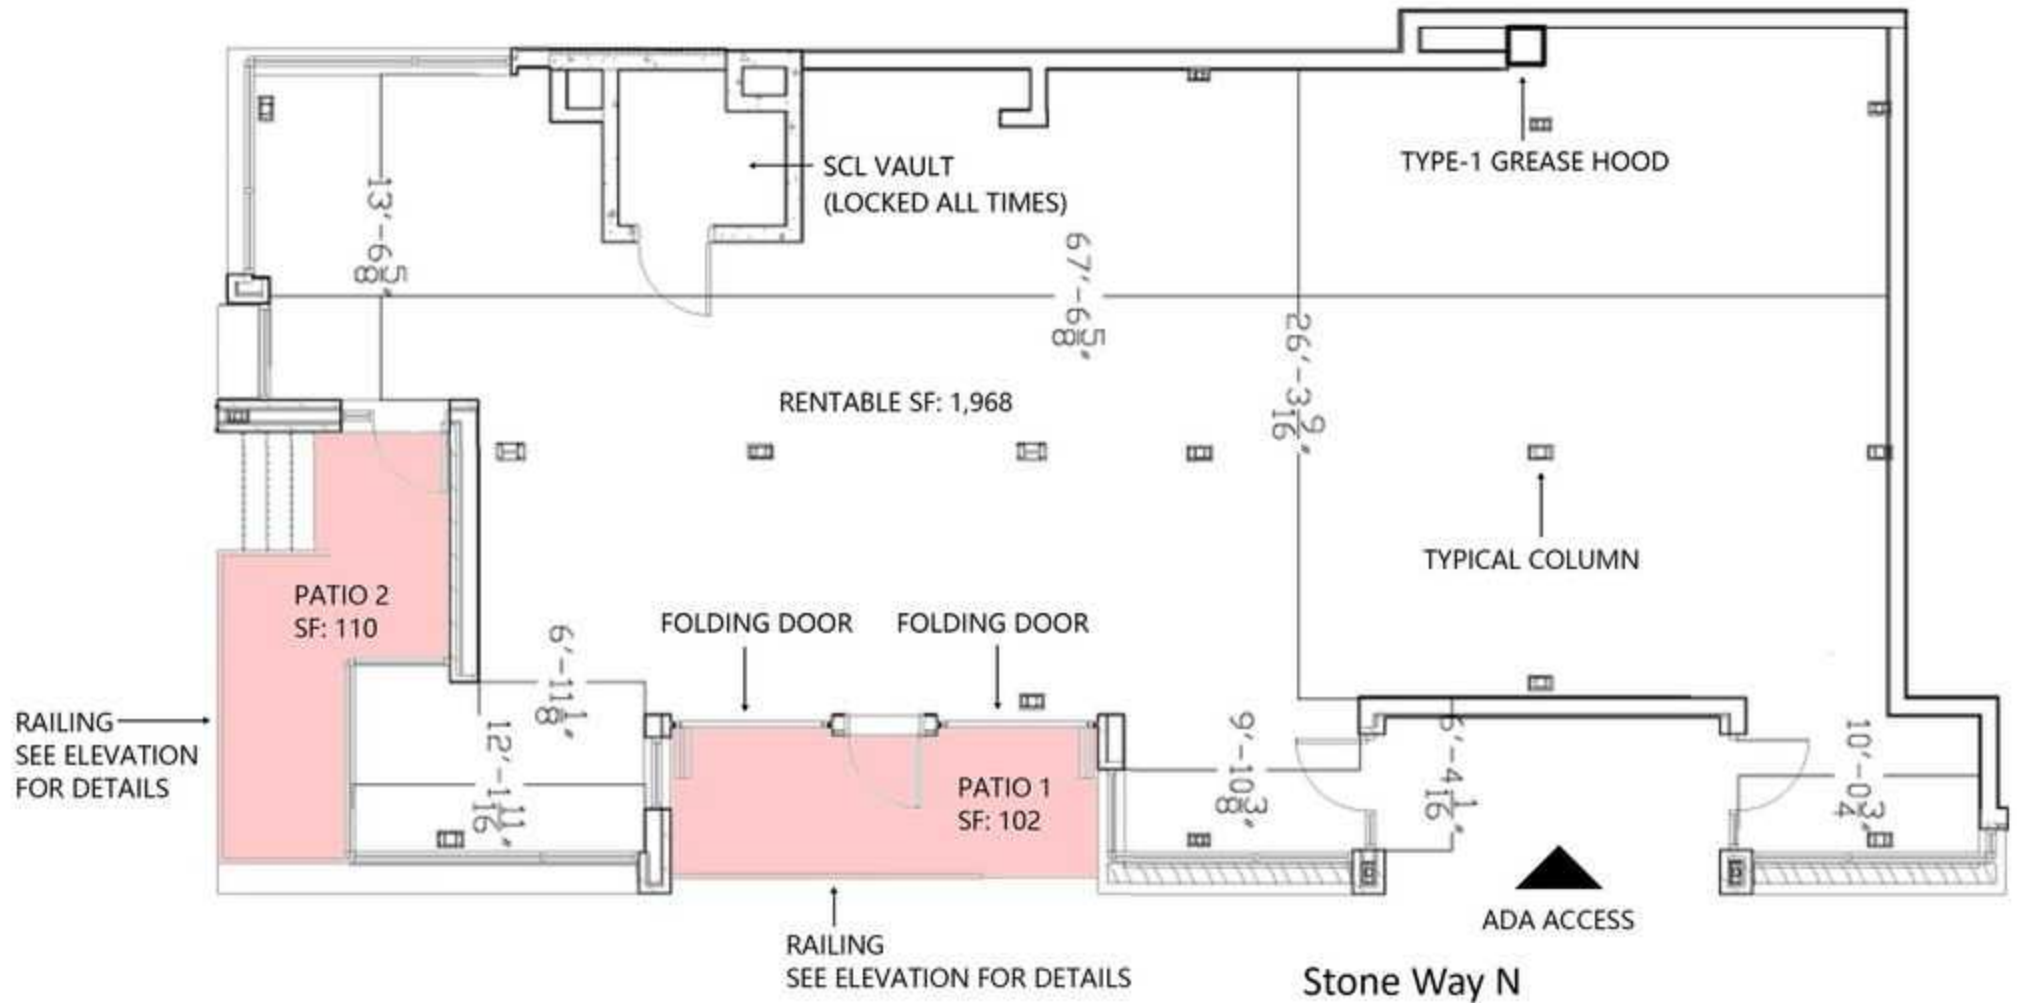 SCL VAULT
(LOCKED ALL TIMES)
TYPE-1 GREASE HOOD
13'-6 5/8"
67'-6 5/8"
26'-3 9/16"
RENTABLE SF: 1,968
TYPICAL COLUMN
PATIO 2
SF: 110
FOLDING DOOR
FOLDING DOOR
6'-11 1/8"
RAILING
SEE ELEVATION
FOR DETAILS
12'-1 11/16"
PATIO 1
SF: 102
9'-10 3/8"
10'-0 3/4"
ADA ACCESS
RAILING
SEE ELEVATION FOR DETAILS
Stone Way N